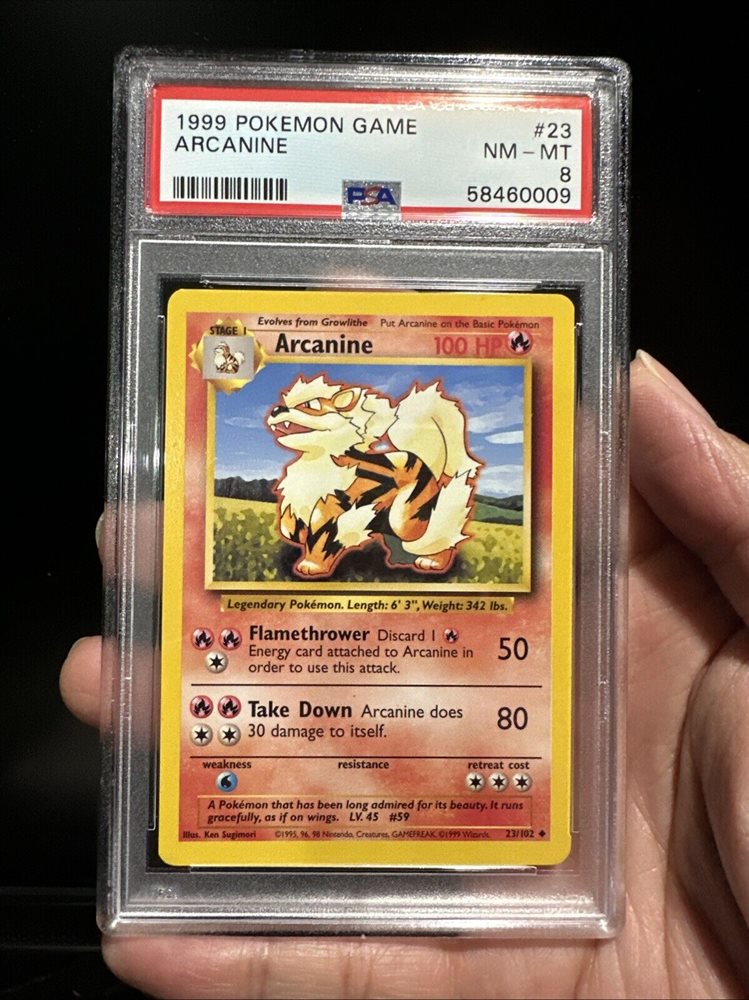 1999 POKEMON GAME #23
ARCANINE NM - MT
8
PSA 58460009
Evolves from Growlithe Put Arcanine on the Basic Pokémon
STAGE 1
Arcanine 100 HP
Legendary Pokémon. Length: 6' 3", Weight: 342 lbs.
Flamethrower Discard 1
Energy card attached to Arcanine in
order to use this attack.
50
Take Down Arcanine does
30 damage to itself.
80
weakness resistance retreat cost
A Pokémon that has been long admired for its beauty. It runs
gracefully, as if on wings. LV. 45 #59
Illus. Ken Sugimori ©1995, 96, 98 Nintendo, Creatures, GAMEFREAK. ©1999 Wizards. 23/102